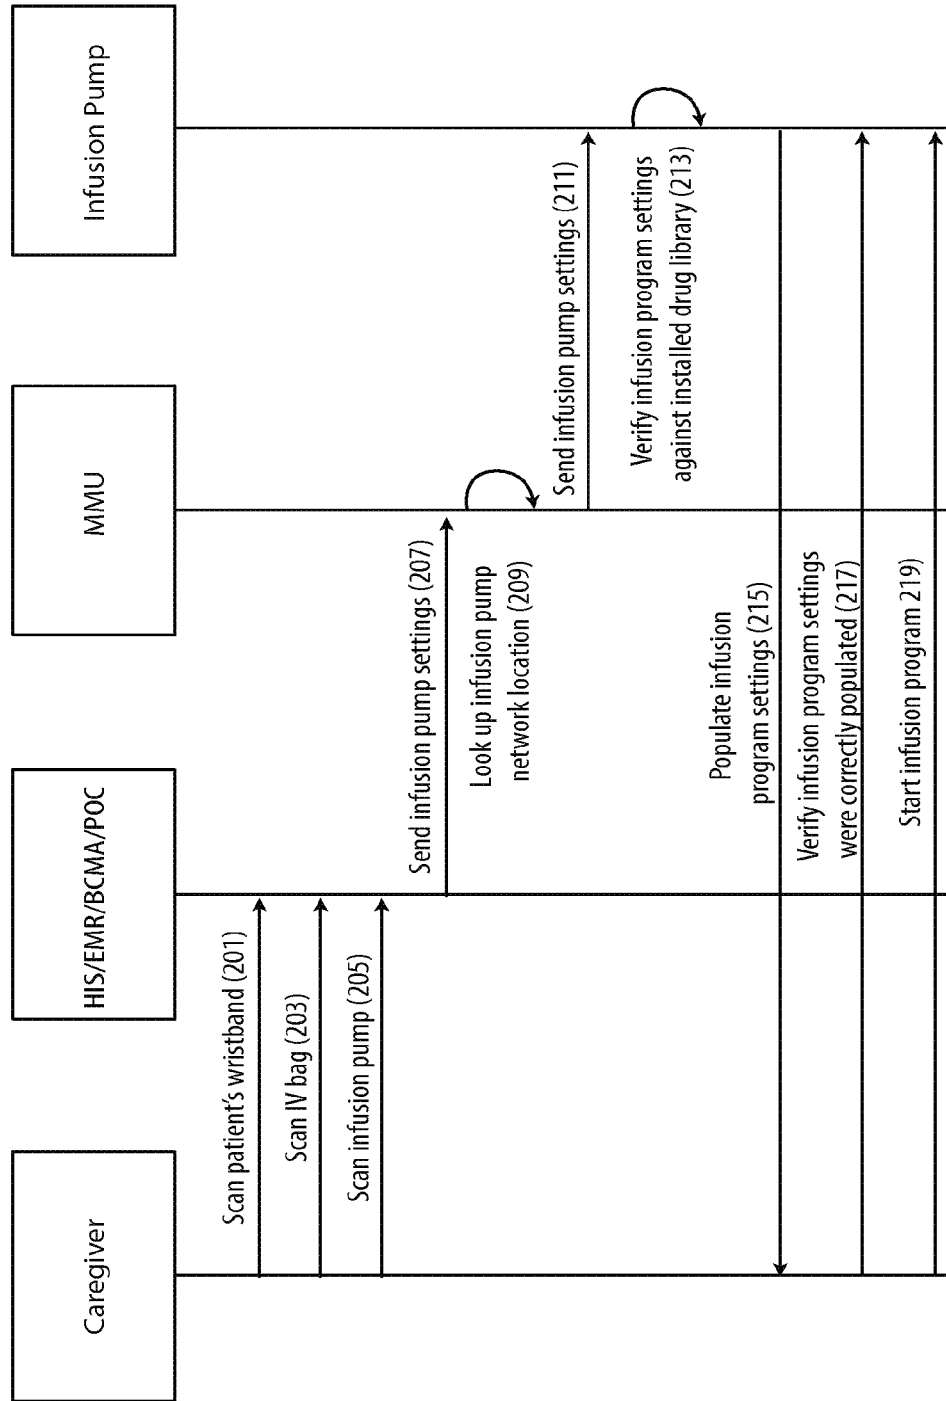 Caregiver
HIS/EMR/BCMA/POC
MMU
Infusion Pump
Scan patient's wristband (201)
Scan IV bag (203)
Scan infusion pump (205)
Send infusion pump settings (207)
Look up infusion pump
network location (209)
Send infusion pump settings (211)
Verify infusion program settings
against installed drug library (213)
Populate infusion
program settings (215)
Verify infusion program settings
were correctly populated (217)
Start infusion program 219)